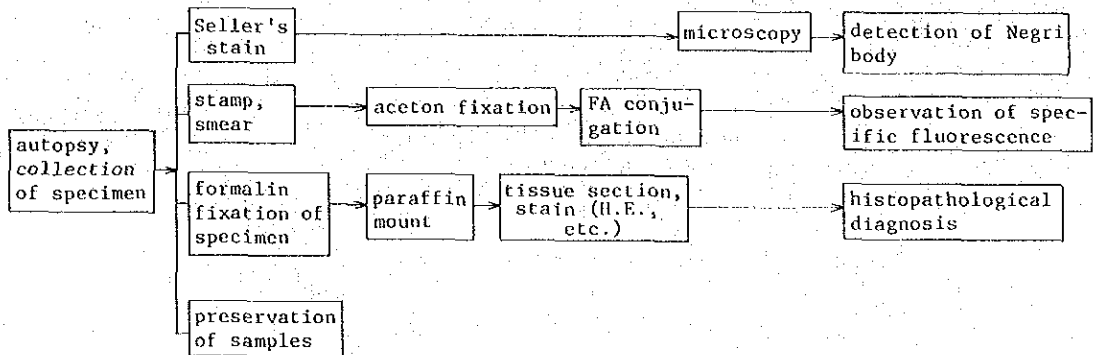 Seller's
stain
microscopy
detection of Negri
body
stamp,
smear
aceton fixation
FA conju-
gation
observation of spec-
ific fluorescence
autopsy,
collection
of specimen
formalin
fixation of
specimen
paraffin
mount
tissue section,
stain (H.E.,
etc.)
histopathological
diagnosis
preservation
of samples